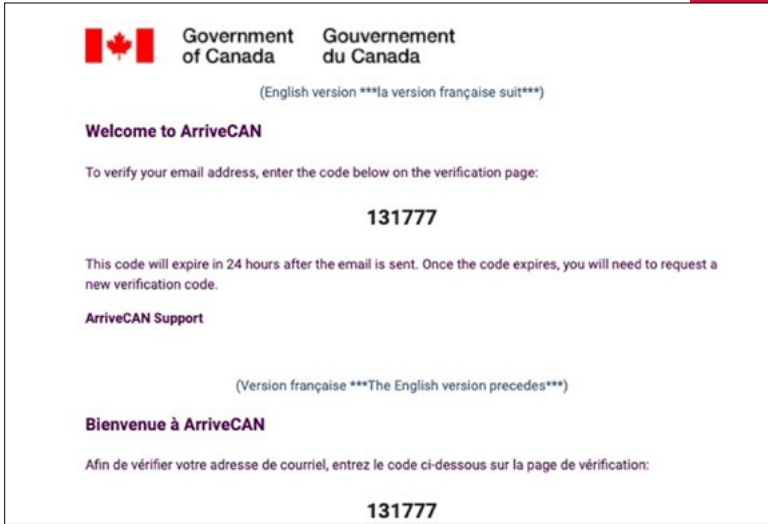 Government Gouvernement
of Canada du Canada
(English version ***la version française suit***)
Welcome to ArriveCAN
To verify your email address, enter the code below on the verification page:
131777
This code will expire in 24 hours after the email is sent. Once the code expires, you will need to request a
new verification code.
ArriveCAN Support
(Version française ***The English version precedes***)
Bienvenue à ArriveCAN
Afin de vérifier votre adresse de courriel, entrez le code ci-dessous sur la page de vérification:
131777